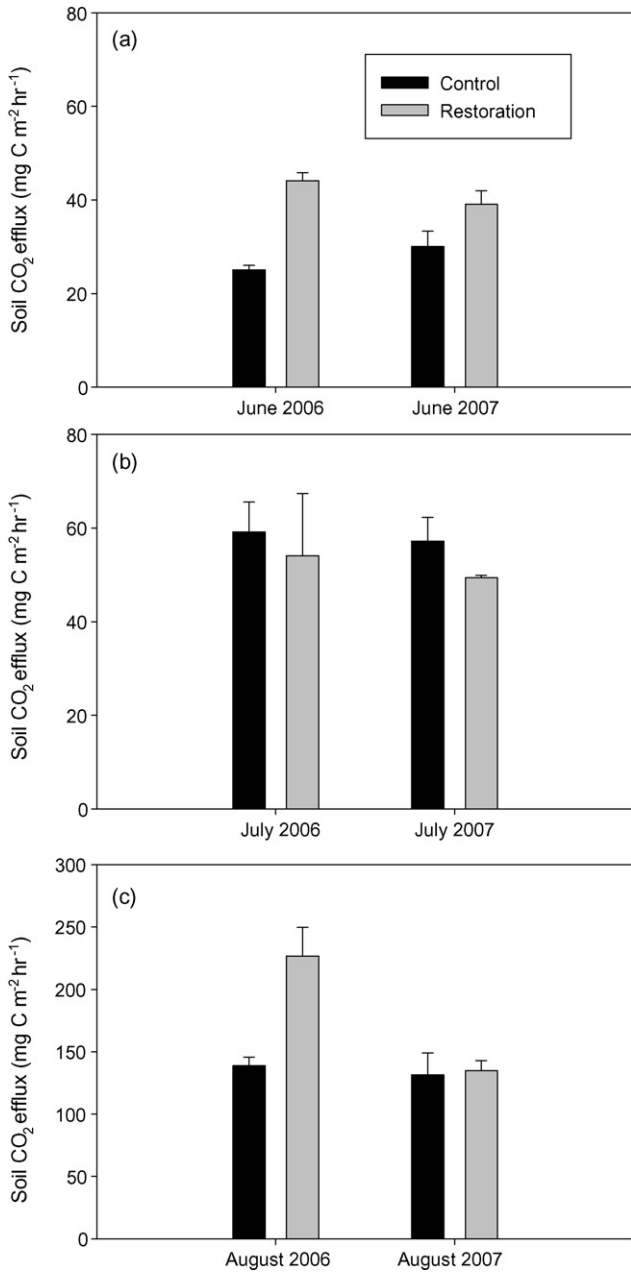 80
(a)
Control
Restoration
60
40
20
0
Soil CO₂ efflux (mg C m⁻² hr⁻¹)
June 2006 June 2007
80
(b)
60
40
20
0
Soil CO₂ efflux (mg C m⁻² hr⁻¹)
July 2006 July 2007
300
(c)
250
200
150
100
50
0
Soil CO₂ efflux (mg C m⁻² hr⁻¹)
August 2006 August 2007